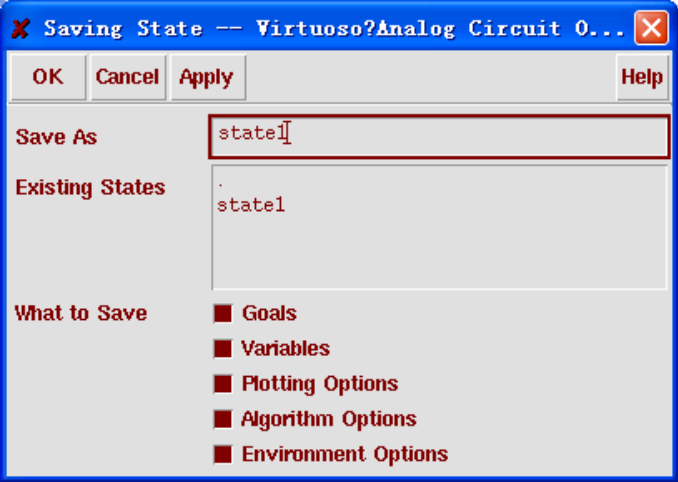 Saving State -- Virtuoso?Analog Circuit O...
OK Cancel Apply Help
Save As state1
Existing States .
state1
What to Save Goals
Variables
Plotting Options
Algorithm Options
Environment Options